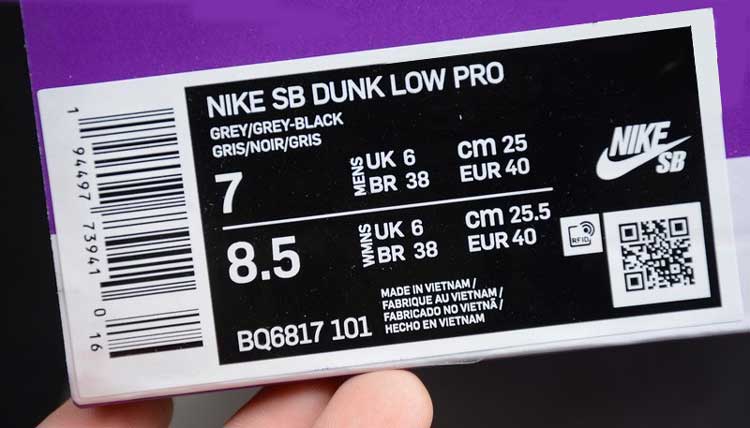 NIKE SB DUNK LOW PRO
GREY/GREY-BLACK
GRIS/NOIR/GRIS
7
MENS
UK 6
BR 38
cm 25
EUR 40
8.5
WMNS
UK 6
BR 38
cm 25.5
EUR 40
NIKE
SB
RFID
MADE IN VIETNAM /
FABRIQUE AU VIETNAM /
FABRICADO NO VIETNÃ /
HECHO EN VIETNAM
BQ6817 101
1 94497 73941 0 16